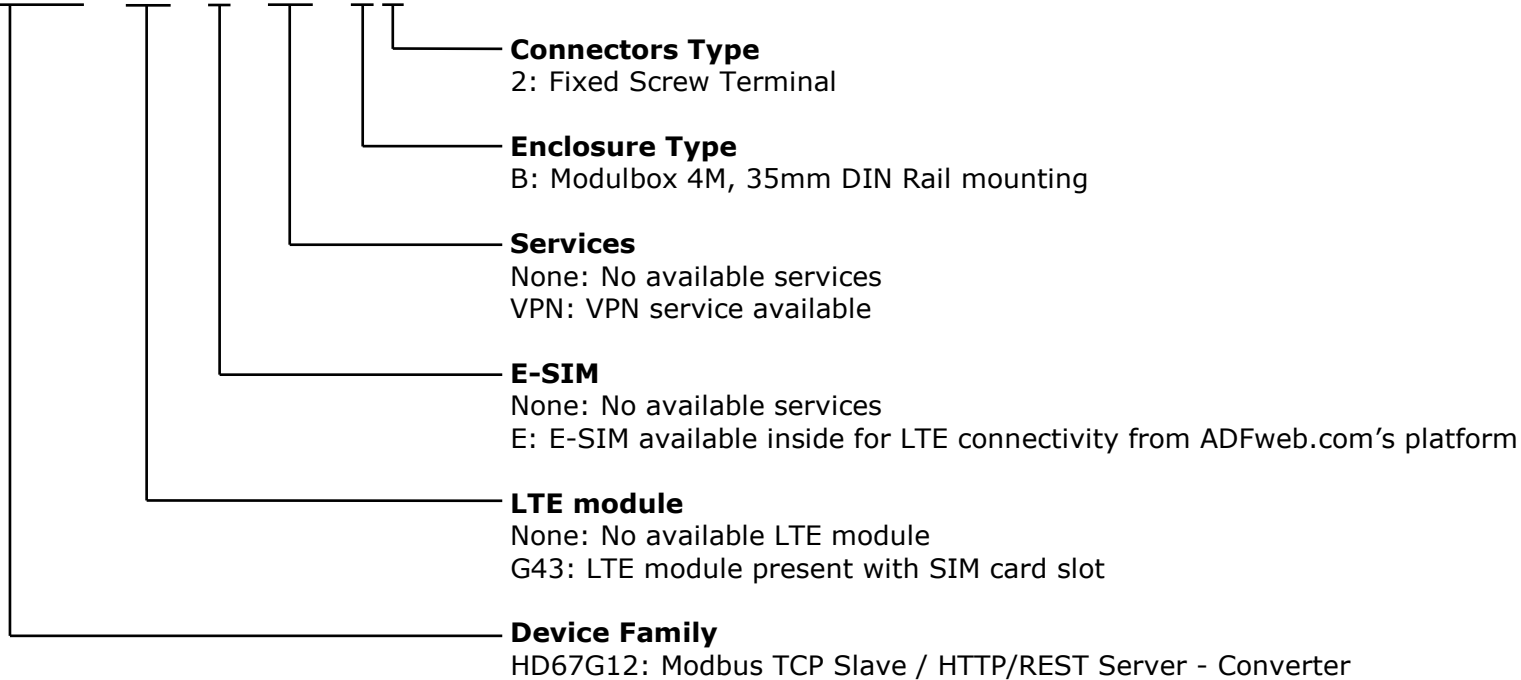 Connectors Type
2: Fixed Screw Terminal
Enclosure Type
B: Modulbox 4M, 35mm DIN Rail mounting
Services
None: No available services
VPN: VPN service available
E-SIM
None: No available services
E: E-SIM available inside for LTE connectivity from ADFweb.com’s platform
LTE module
None: No available LTE module
G43: LTE module present with SIM card slot
Device Family
HD67G12: Modbus TCP Slave / HTTP/REST Server - Converter